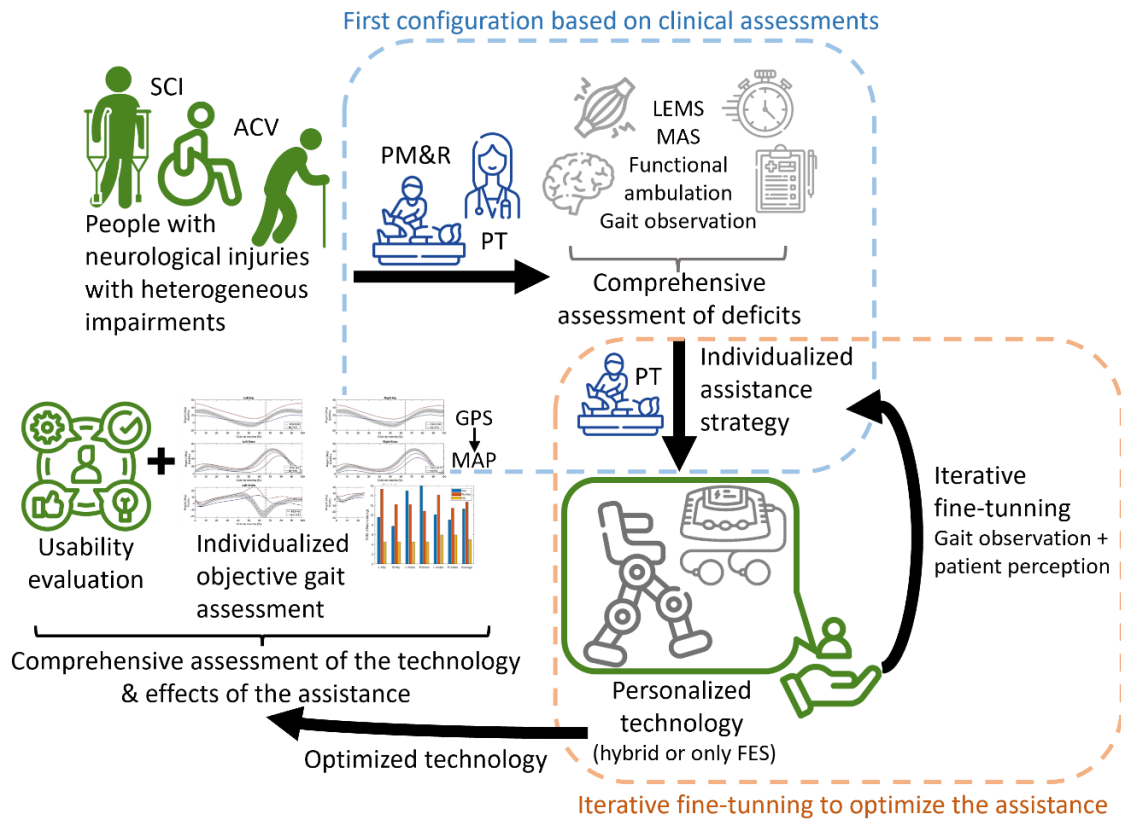 First configuration based on clinical assessments
SCI
ACV
People with
neurological injuries
with heterogeneous
impairments
PM&R
PT
LEMS
MAS
Functional
ambulation
Gait observation
Comprehensive
assessment of deficits
PT
Individualized
assistance
strategy
GPS
MAP
Usability
evaluation
Individualized
objective gait
assessment
Iterative
fine-tunning
Gait observation +
patient perception
Comprehensive assessment of the technology
& effects of the assistance
Personalized
technology
(hybrid or only FES)
Optimized technology
Iterative fine-tunning to optimize the assistance